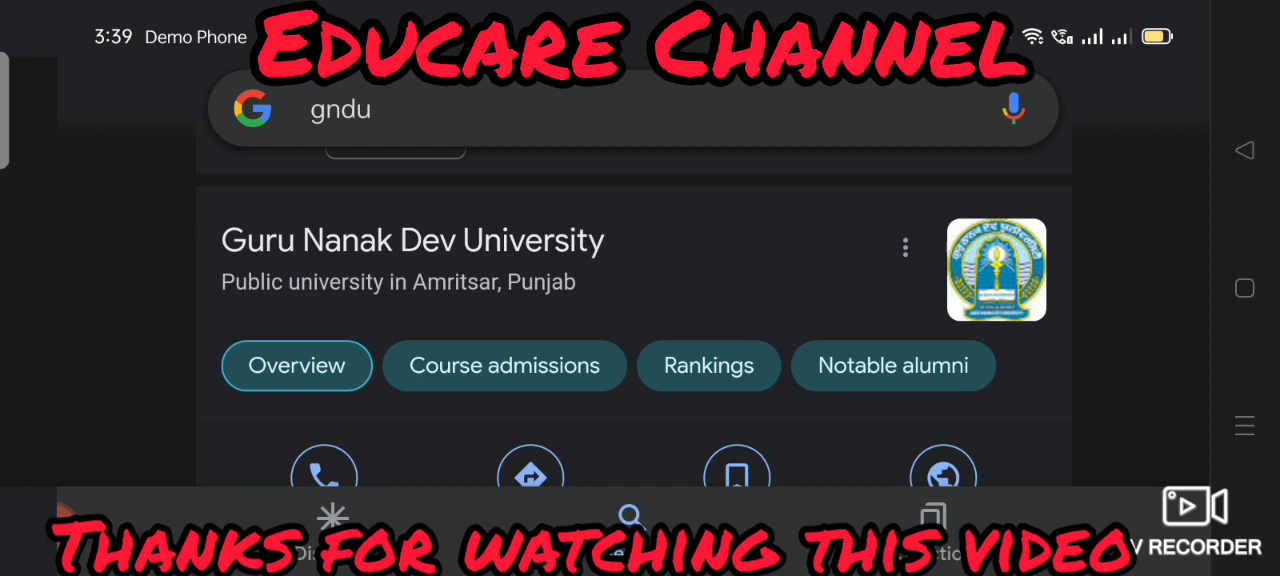 EDUCARE CHANNEL
3:39 Demo Phone
gndu
Guru Nanak Dev University
Public university in Amritsar, Punjab
Overview Course admissions Rankings Notable alumni
THANKS FOR WATCHING THIS VIDEO
RECORDER